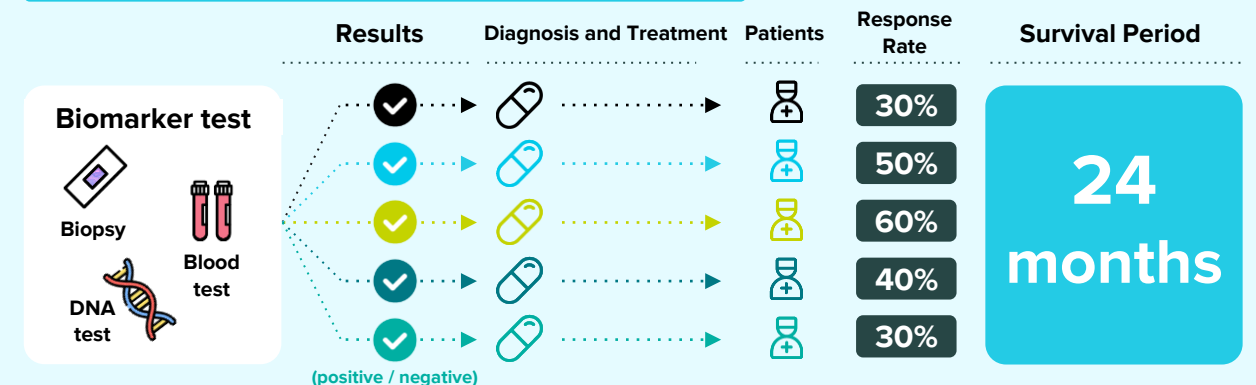 Results
Diagnosis and Treatment
Patients
Response
Rate
Survival Period
Biomarker test
Biopsy
Blood
test
DNA
test
(positive / negative)
30%
50%
60%
40%
30%
24
months